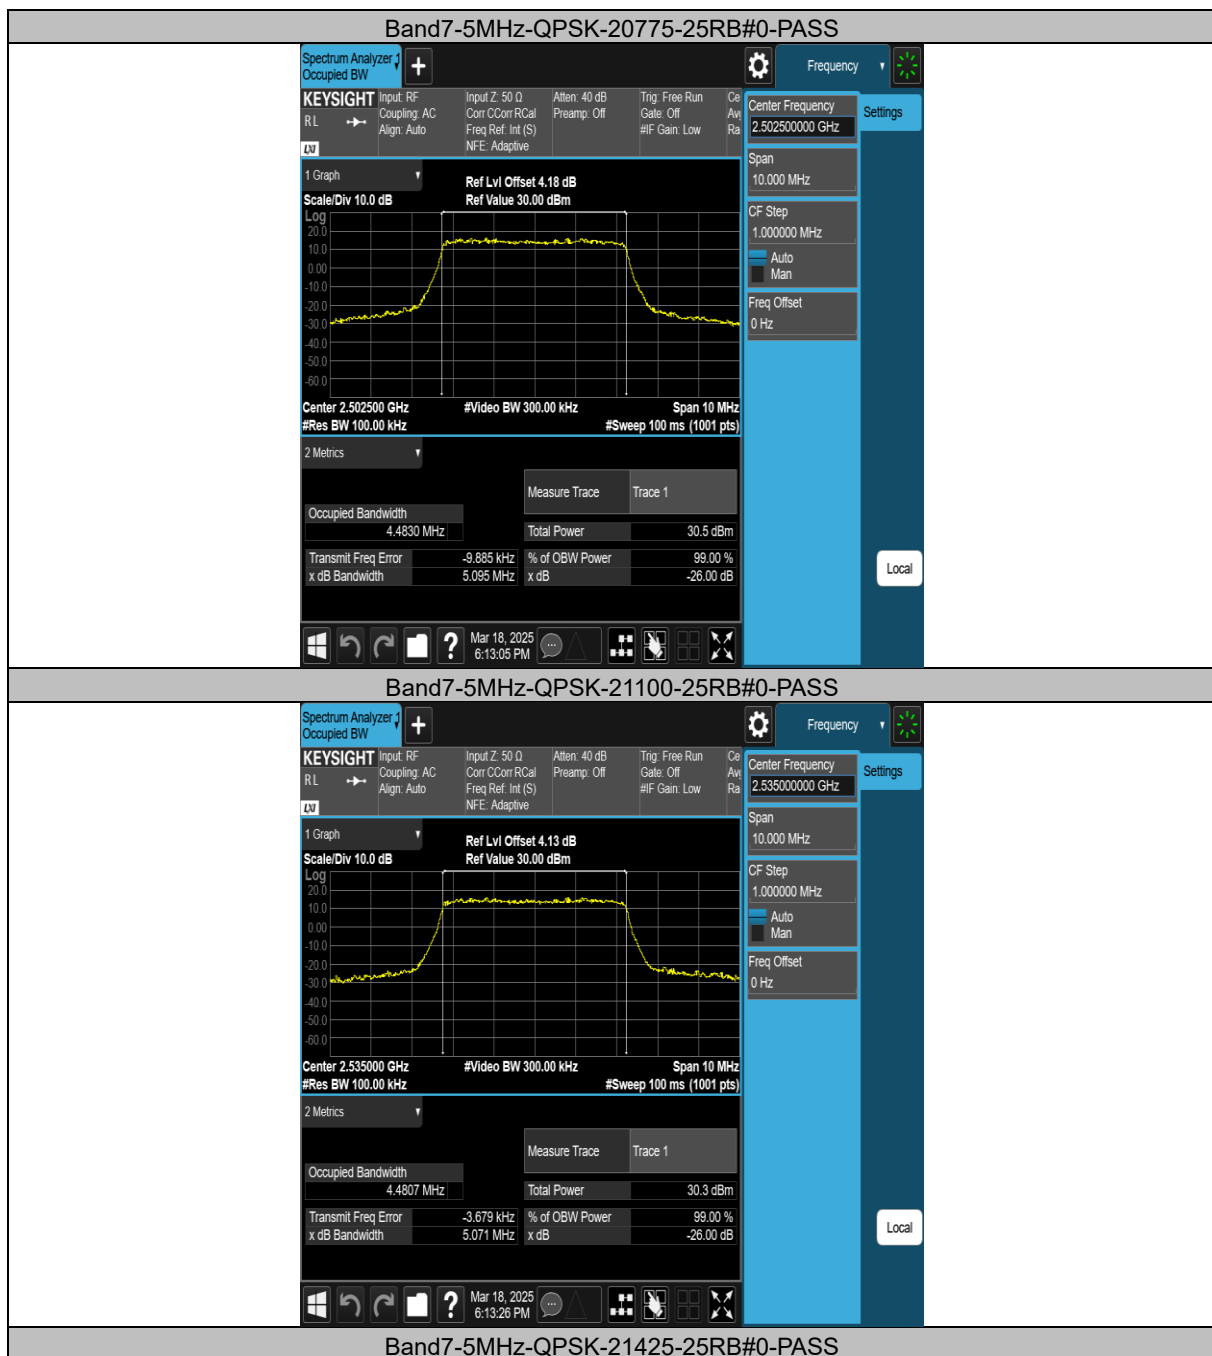 Band7-5MHz-QPSK-20775-25RB#0-PASS
Spectrum Analyzer 1
Occupied BW
Frequency
KEYSIGHT
RL
LXI
Input: RF
Coupling: AC
Align: Auto
Input Z: 50 Ω
Corr CCorr RCal
Freq Ref: Int (S)
NFE: Adaptive
Atten: 40 dB
Preamp: Off
Trig: Free Run
Gate: Off
#IF Gain: Low
Ce
Avg
Ra
Center Frequency
2.502500000 GHz
Settings
Span
10.000 MHz
CF Step
1.000000 MHz
Auto
Man
Freq Offset
0 Hz
1 Graph
Ref Lvl Offset 4.18 dB
Scale/Div 10.0 dB
Ref Value 30.00 dBm
Log
20.0
10.0
0.00
-10.0
-20.0
-30.0
-40.0
-50.0
-60.0
Center 2.502500 GHz
#Video BW 300.00 kHz
Span 10 MHz
#Res BW 100.00 kHz
#Sweep 100 ms (1001 pts)
2 Metrics
Measure Trace
Trace 1
Occupied Bandwidth
4.4830 MHz
Total Power
30.5 dBm
Transmit Freq Error
-9.885 kHz
% of OBW Power
99.00 %
x dB Bandwidth
5.095 MHz
x dB
-26.00 dB
Local
?
Mar 18, 2025
6:13:05 PM
Band7-5MHz-QPSK-21100-25RB#0-PASS
Spectrum Analyzer 1
Occupied BW
Frequency
KEYSIGHT
RL
LXI
Input: RF
Coupling: AC
Align: Auto
Input Z: 50 Ω
Corr CCorr RCal
Freq Ref: Int (S)
NFE: Adaptive
Atten: 40 dB
Preamp: Off
Trig: Free Run
Gate: Off
#IF Gain: Low
Ce
Avg
Ra
Center Frequency
2.535000000 GHz
Settings
Span
10.000 MHz
CF Step
1.000000 MHz
Auto
Man
Freq Offset
0 Hz
1 Graph
Ref Lvl Offset 4.13 dB
Scale/Div 10.0 dB
Ref Value 30.00 dBm
Log
20.0
10.0
0.00
-10.0
-20.0
-30.0
-40.0
-50.0
-60.0
Center 2.535000 GHz
#Video BW 300.00 kHz
Span 10 MHz
#Res BW 100.00 kHz
#Sweep 100 ms (1001 pts)
2 Metrics
Measure Trace
Trace 1
Occupied Bandwidth
4.4807 MHz
Total Power
30.3 dBm
Transmit Freq Error
-3.679 kHz
% of OBW Power
99.00 %
x dB Bandwidth
5.071 MHz
x dB
-26.00 dB
Local
?
Mar 18, 2025
6:13:26 PM
Band7-5MHz-QPSK-21425-25RB#0-PASS